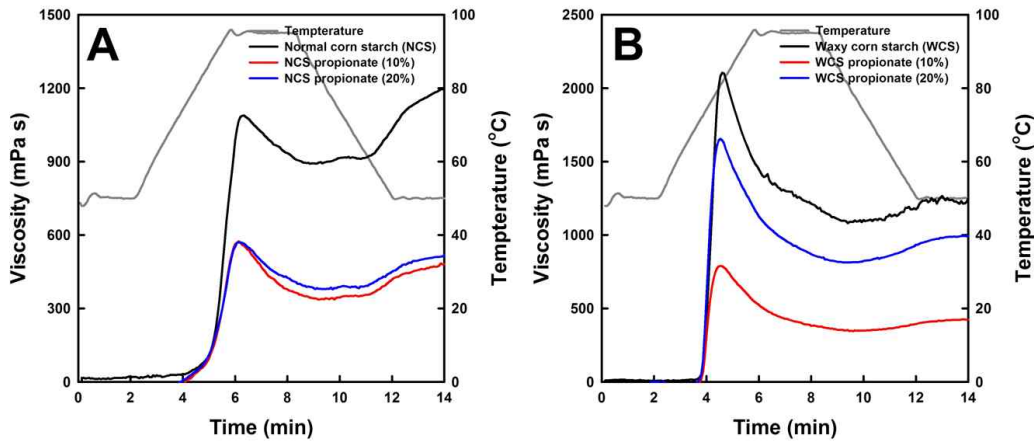 A
Tempterature
Normal corn starch (NCS)
NCS propionate (10%)
NCS propionate (20%)
Viscosity (mPa s)
1500
1200
900
600
300
0
0 2 4 6 8 10 12 14
Time (min)
100
80
60
40
20
0
Tempterature (°C)
B
Temperature
Waxy corn starch (WCS)
WCS propionate (10%)
WCS propionate (20%)
Viscosity (mPa s)
2500
2000
1500
1000
500
0
0 2 4 6 8 10 12 14
Time (min)
100
80
60
40
20
0
Temperature (°C)